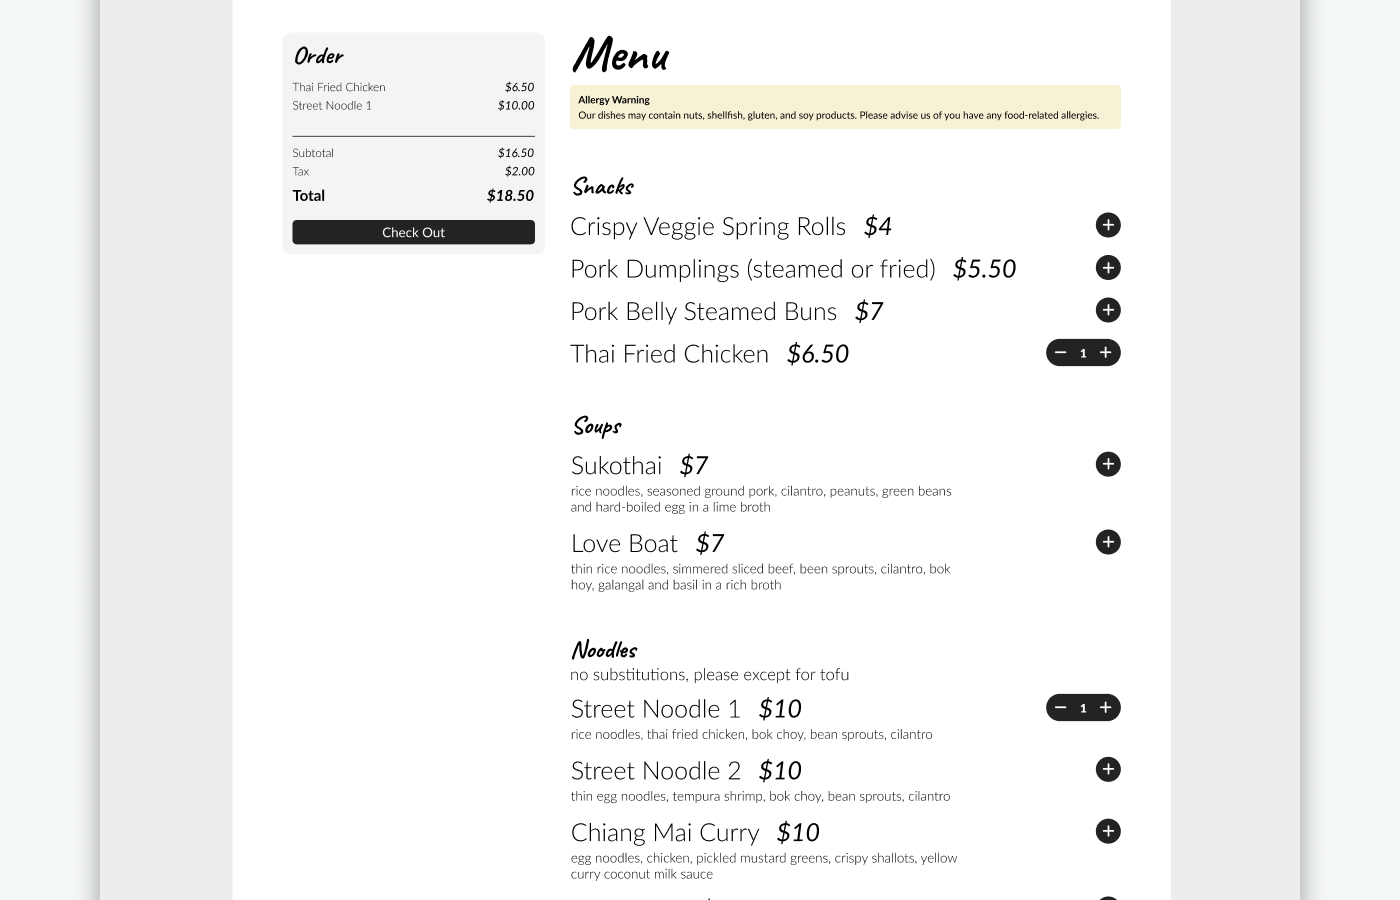 Order
Thai Fried Chicken $6.50
Street Noodle 1 $10.00
Subtotal $16.50
Tax $2.00
Total $18.50
Check Out
Menu
Allergy Warning
Our dishes may contain nuts, shellfish, gluten, and soy products. Please advise us of you have any food-related allergies.
Snacks
Crispy Veggie Spring Rolls $4
Pork Dumplings (steamed or fried) $5.50
Pork Belly Steamed Buns $7
Thai Fried Chicken $6.50 − 1 +
Soups
Sukothai $7
rice noodles, seasoned ground pork, cilantro, peanuts, green beans
and hard-boiled egg in a lime broth
Love Boat $7
thin rice noodles, simmered sliced beef, been sprouts, cilantro, bok
hoy, galangal and basil in a rich broth
Noodles
no substitutions, please except for tofu
Street Noodle 1 $10 − 1 +
rice noodles, thai fried chicken, bok choy, bean sprouts, cilantro
Street Noodle 2 $10
thin egg noodles, tempura shrimp, bok choy, bean sprouts, cilantro
Chiang Mai Curry $10
egg noodles, chicken, pickled mustard greens, crispy shallots, yellow
curry coconut milk sauce